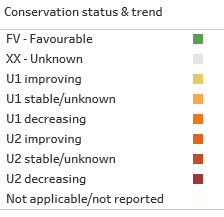 Conservation status & trend
FV - Favourable
XX - Unknown
U1 improving
U1 stable/unknown
U1 decreasing
U2 improving
U2 stable/unknown
U2 decreasing
Not applicable/not reported